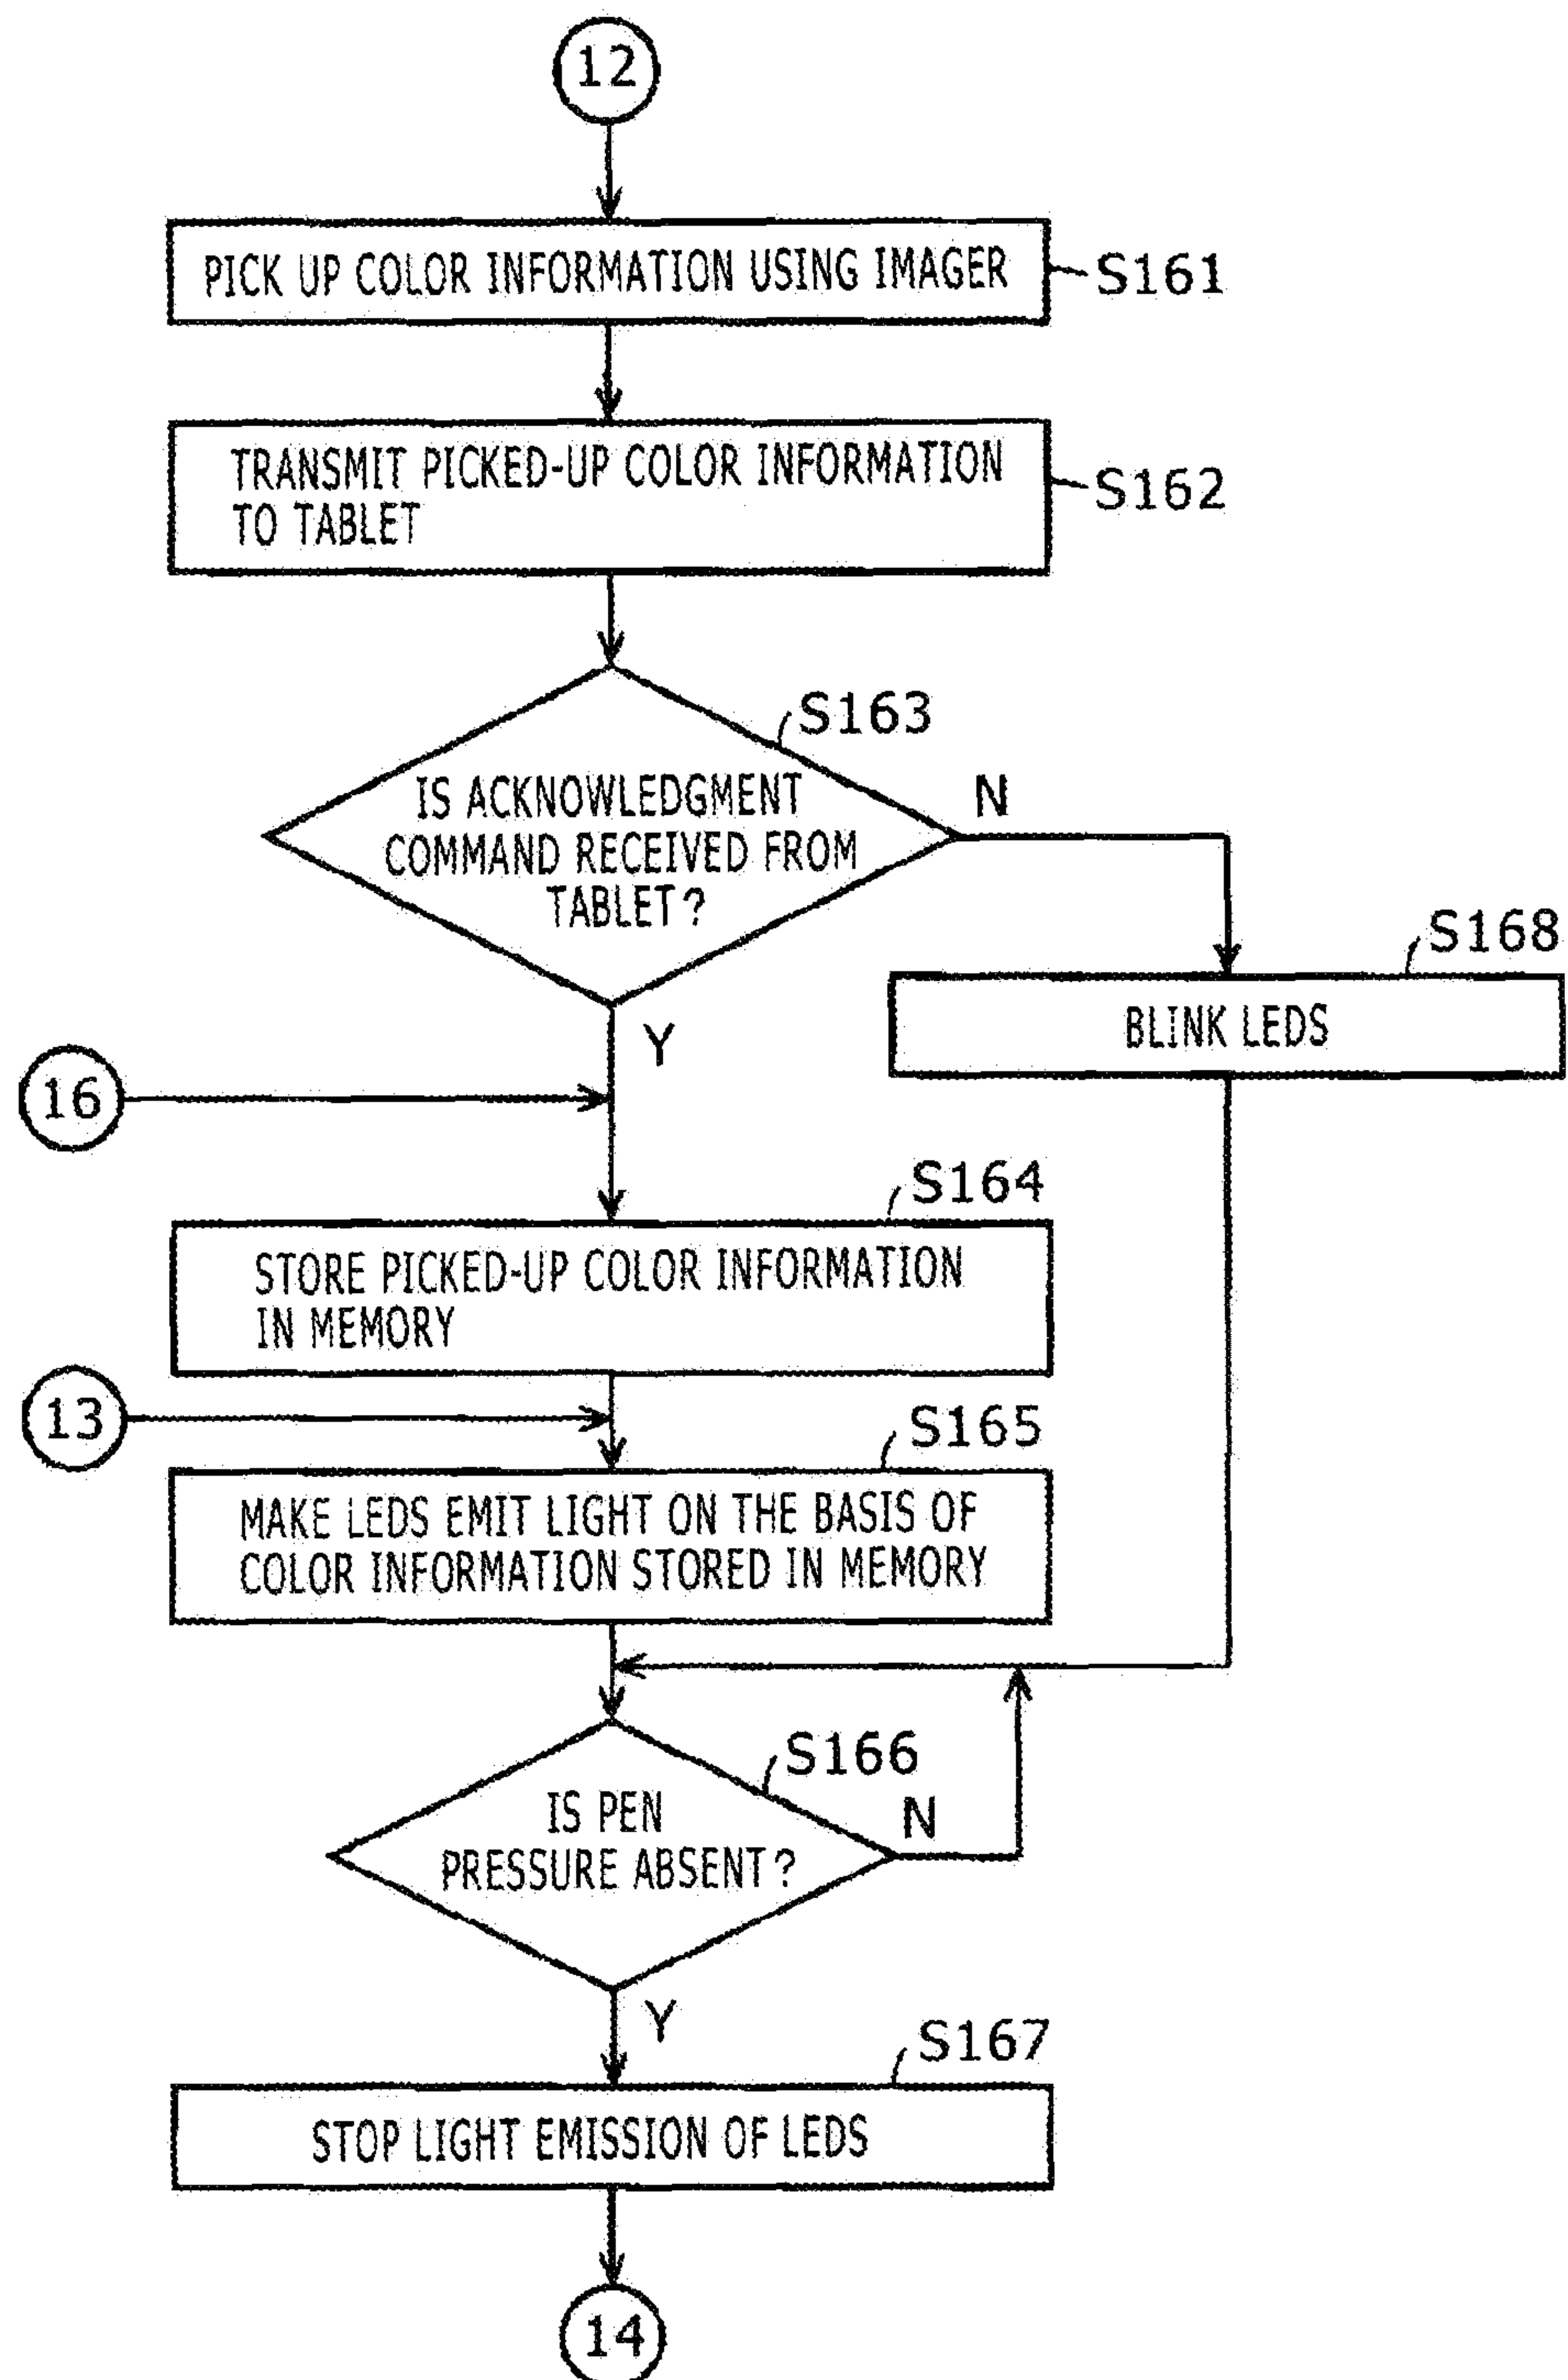 12
PICK UP COLOR INFORMATION USING IMAGER
S161
TRANSMIT PICKED-UP COLOR INFORMATION
TO TABLET
S162
S163
IS ACKNOWLEDGMENT
COMMAND RECEIVED FROM
TABLET?
N
S168
BLINK LEDS
Y
16
S164
STORE PICKED-UP COLOR INFORMATION
IN MEMORY
13
S165
MAKE LEDS EMIT LIGHT ON THE BASIS OF
COLOR INFORMATION STORED IN MEMORY
S166
IS PEN
PRESSURE ABSENT?
N
Y
S167
STOP LIGHT EMISSION OF LEDS
14